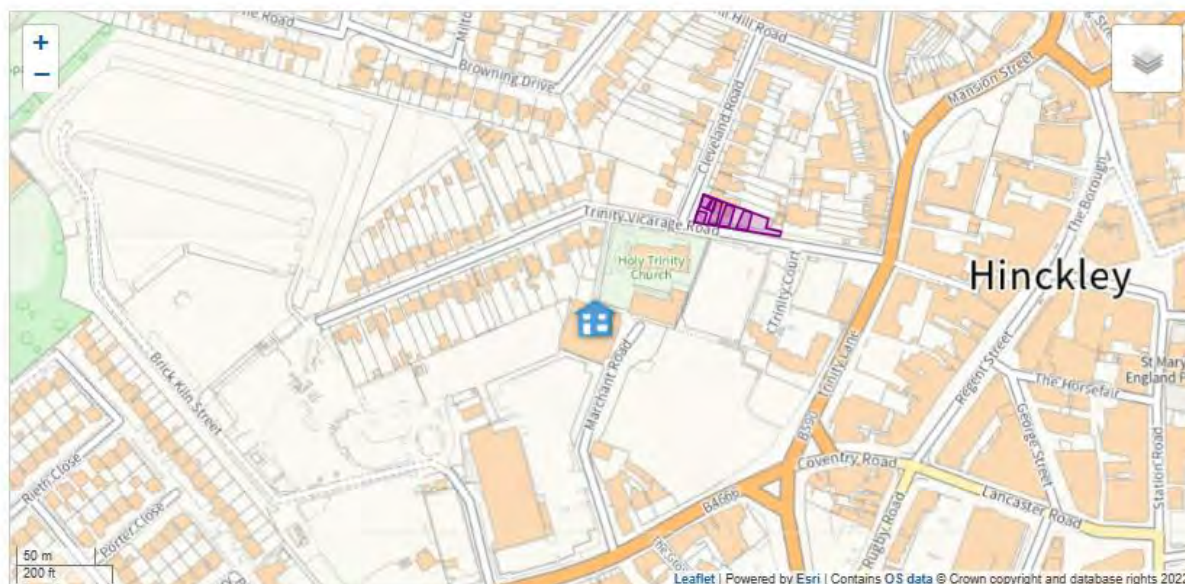 e Road
Milto
Hill Road
Browning Drive
Mansion Street
Cleveland Road
The Borough
Trinity Vicarage Road
Holy Trinity
Church
Trinity Court
Hinckley
Marchant Road
B590
Trinity Lane
Regent Street
St Mary
England P
The Horsefair
George Street
Station Road
Brick Kiln Street
Rieth Close
Porter Close
Coventry Road
Lancaster Road
Rugby Road
B4666
+
−
50 m
200 ft
Leaflet | Powered by Esri | Contains OS data © Crown copyright and database rights 202